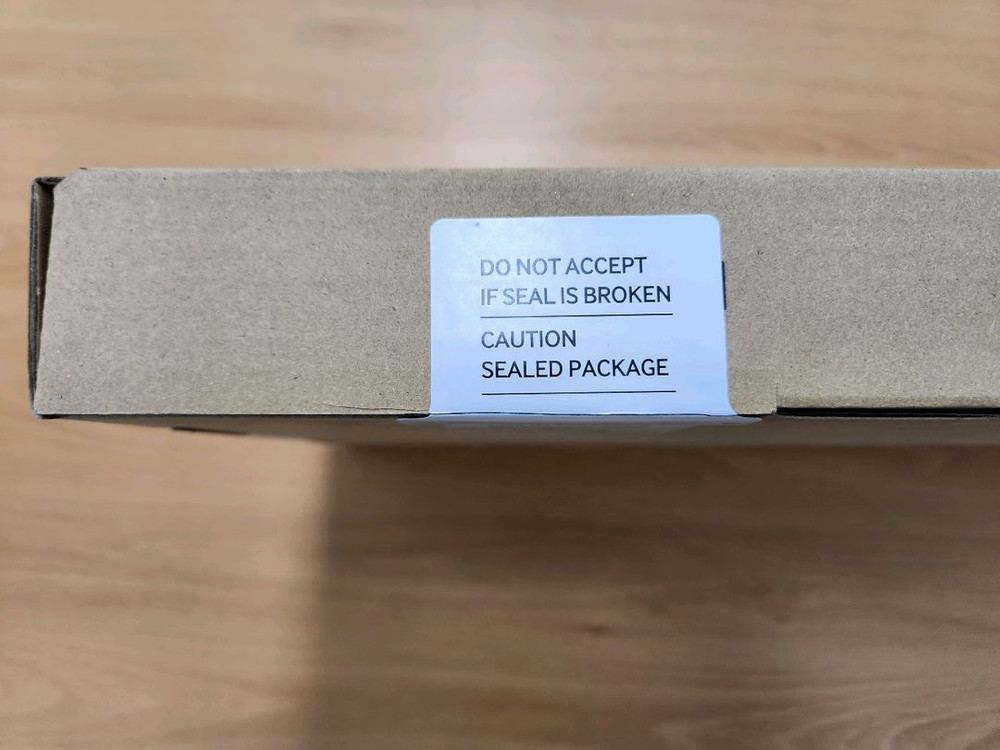 DO NOT ACCEPT
IF SEAL IS BROKEN
CAUTION
SEALED PACKAGE